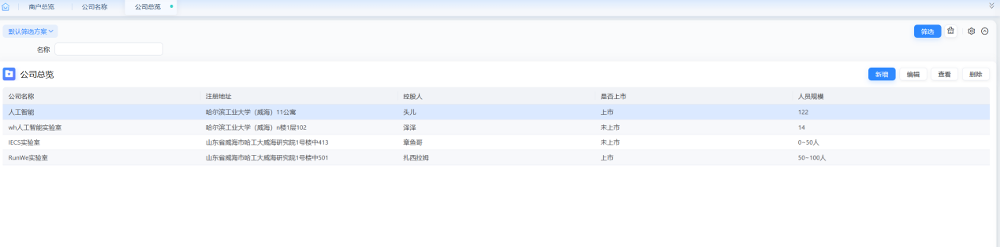 商户总览 公司名称 公司总览
默认筛选方案 筛选
名称
公司总览 新增 编辑 查看 删除
公司名称 注册地址 控股人 是否上市 人员规模
人工智能 哈尔滨工业大学（威海）11公寓 头儿 上市 122
wh人工智能实验室 哈尔滨工业大学（威海）n楼1层102 泽泽 未上市 14
IECS实验室 山东省威海市哈工大威海研究院1号楼中413 章鱼哥 未上市 0~50人
RunWe实验室 山东省威海市哈工大威海研究院1号楼中501 扎西拉姆 上市 50~100人